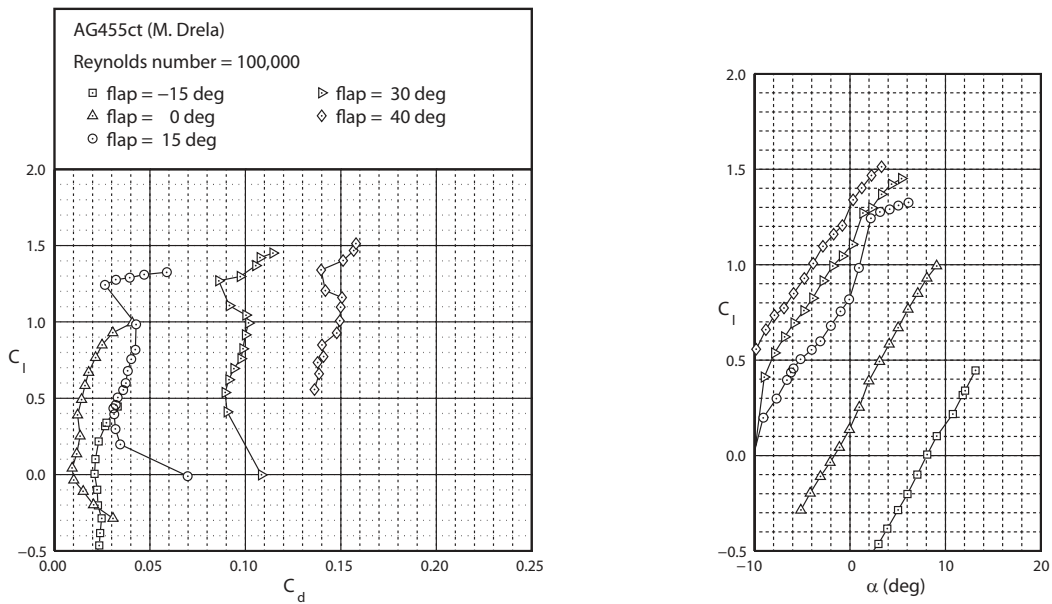 AG455ct (M. Drela)
Reynolds number = 100,000
flap = −15 deg
flap = 0 deg
flap = 15 deg
flap = 30 deg
flap = 40 deg
2.0
1.5
1.0
0.5
0.0
−0.5
C_l
0.00
0.05
0.10
0.15
0.20
0.25
C_d
2.0
1.5
1.0
0.5
0.0
−0.5
C_l
−10
0
10
20
α (deg)